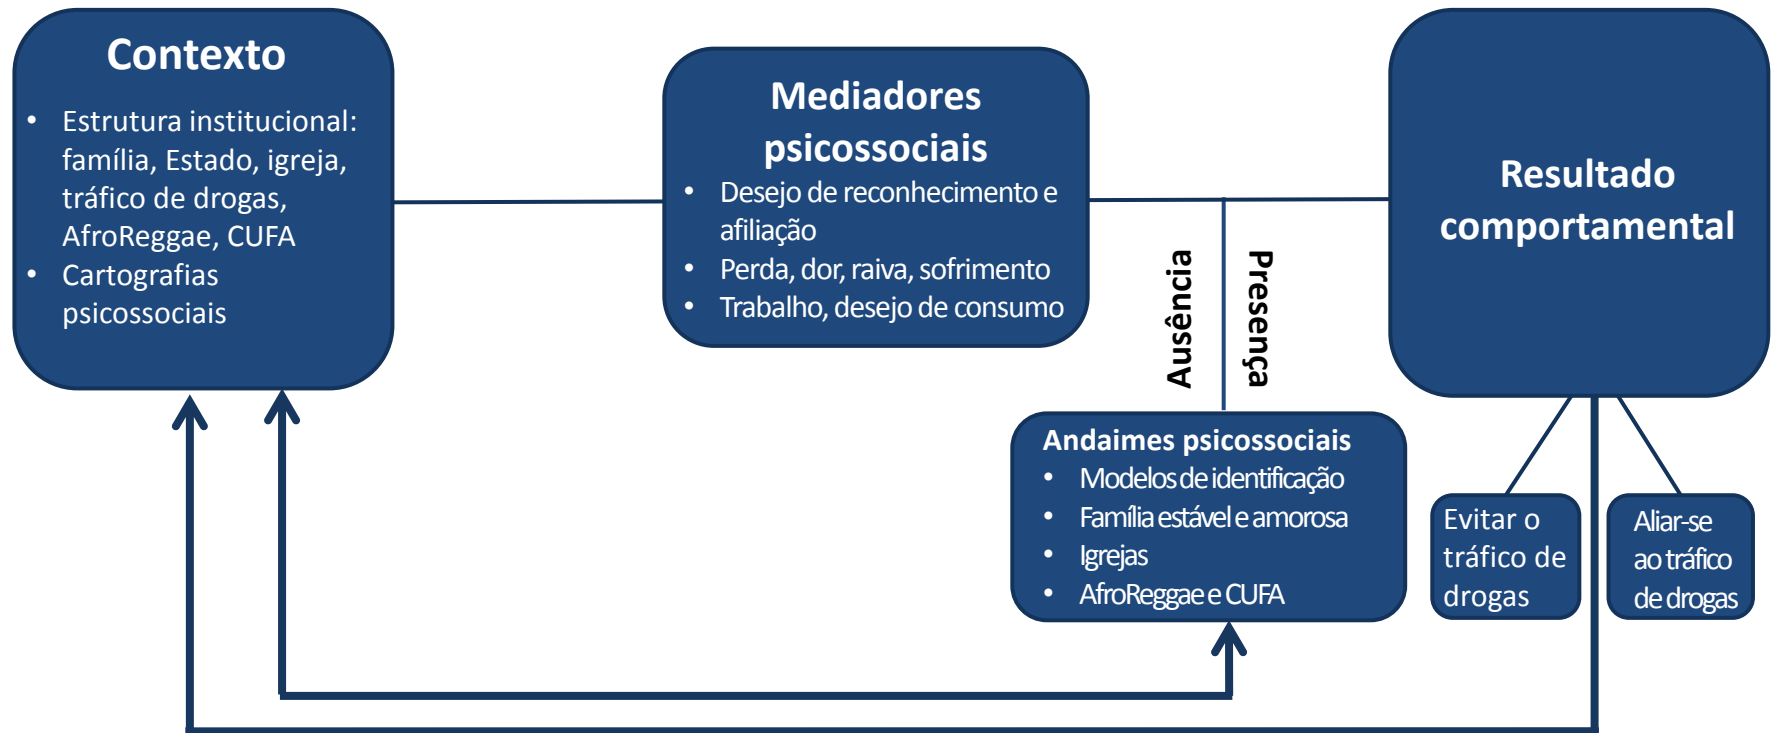 Contexto
• Estrutura institucional:
família, Estado, igreja,
tráfico de drogas,
AfroReggae, CUFA
• Cartografias
psicossociais
Mediadores
psicossociais
• Desejo de reconhecimento e
afiliação
• Perda, dor, raiva, sofrimento
• Trabalho, desejo de consumo
Ausência
Presença
Resultado
comportamental
Andaimes psicossociais
• Modelos de identificação
• Família estável e amorosa
• Igrejas
• AfroReggae e CUFA
Evitar o
tráfico de
drogas
Aliar-se
ao tráfico
de drogas